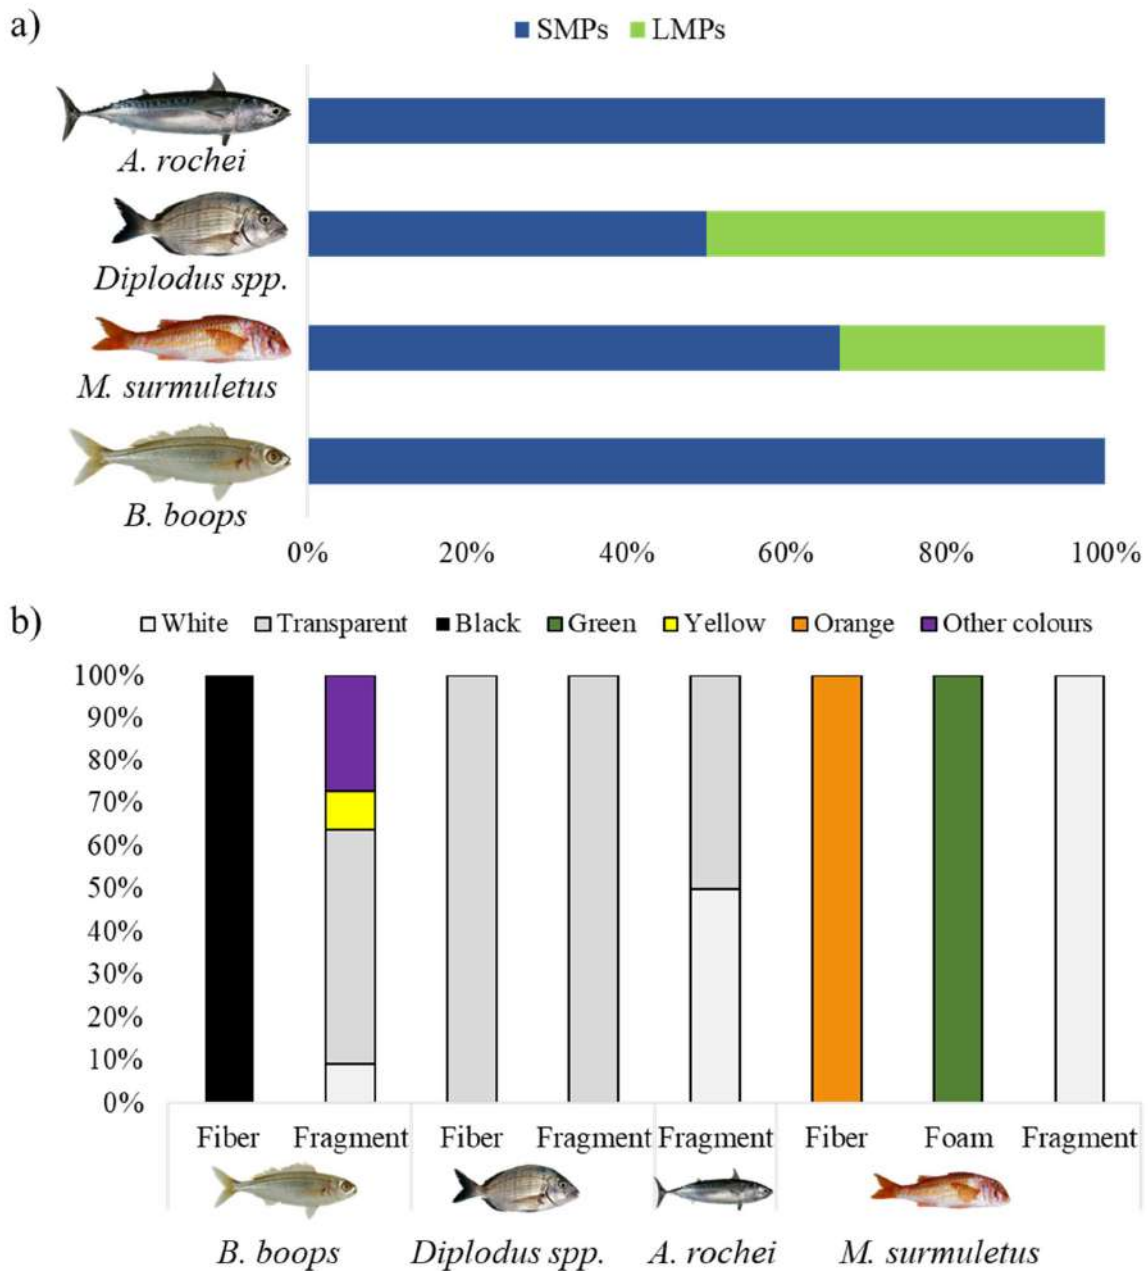 a)
SMPs LMPs
A. rochei
Diplodus spp.
M. surmuletus
B. boops
0% 20% 40% 60% 80% 100%
b)
White Transparent Black Green Yellow Orange Other colours
100%
90%
80%
70%
60%
50%
40%
30%
20%
10%
0%
Fiber Fragment Fiber Fragment Fragment Fiber Foam Fragment
B. boops Diplodus spp. A. rochei M. surmuletus